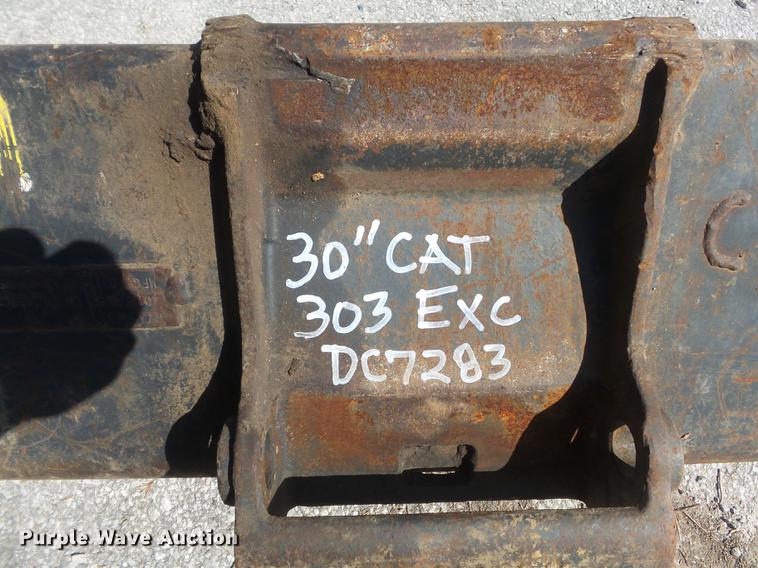 30" CAT
303 EXC
DC7283
C
Purple Wave Auction